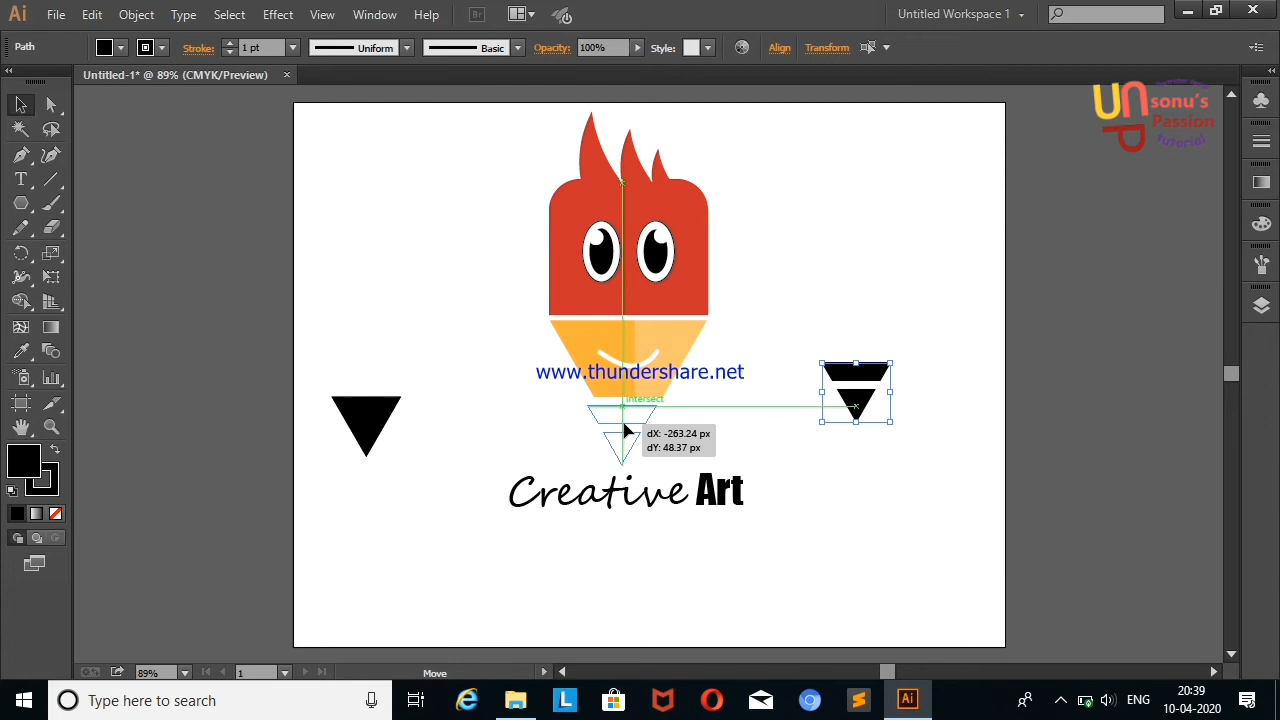 Ai File Edit Object Type Select Effect View Window Help Br Untitled Workspace 1
Path Stroke: 1 pt Uniform Basic Opacity: 100% Style: Align Transform
Untitled-1* @ 89% (CMYK/Preview)
UN
P
sonu's
Passion
tutorial
www.thundershare.net
intersect
dX: -263.24 px
dY: 48.37 px
Creative Art
89% 1 Move
Type here to search
L
Ai
ENG
20:39
10-04-2020